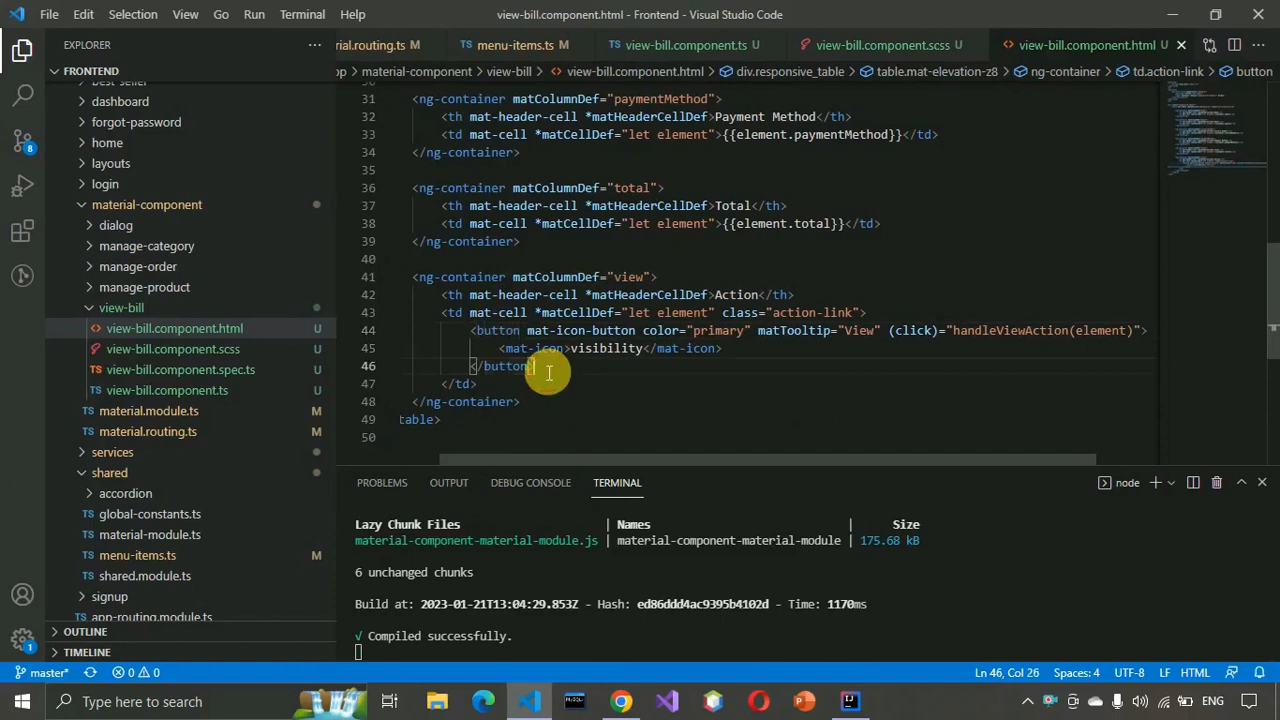 File Edit Selection View Go Run Terminal Help
view-bill.component.html - Frontend - Visual Studio Code
EXPLORER
rial.routing.ts M menu-items.ts M view-bill.component.ts U view-bill.component.scss U view-bill.component.html U
material-component > view-bill > view-bill.component.html > div.responsive_table > table.mat-elevation-z8 > ng-container > td.action-link > button
FRONTEND
dashboard
forgot-password
home
layouts
login
material-component
dialog
manage-category
manage-order
manage-product
view-bill
view-bill.component.html U
view-bill.component.scss U
view-bill.component.spec.ts U
view-bill.component.ts U
material.module.ts M
material.routing.ts M
services
shared
accordion
global-constants.ts
material-module.ts
menu-items.ts M
shared.module.ts
signup
app-routing.module.ts
OUTLINE
TIMELINE
31 <ng-container matColumnDef="paymentMethod">
32 <th mat-header-cell *matHeaderCellDef>Payment Method</th>
33 <td mat-cell *matCellDef="let element">{{element.paymentMethod}}</td>
34 </ng-container>
35
36 <ng-container matColumnDef="total">
37 <th mat-header-cell *matHeaderCellDef>Total</th>
38 <td mat-cell *matCellDef="let element">{{element.total}}</td>
39 </ng-container>
40
41 <ng-container matColumnDef="view">
42 <th mat-header-cell *matHeaderCellDef>Action</th>
43 <td mat-cell *matCellDef="let element" class="action-link">
44 <button mat-icon-button color="primary" matTooltip="View" (click)="handleViewAction(element)">
45 <mat-icon>visibility</mat-icon>
46 </button>
47 </td>
48 </ng-container>
49 table>
50
PROBLEMS OUTPUT DEBUG CONSOLE TERMINAL
node
Lazy Chunk Files | Names | Size
material-component-material-module.js | material-component-material-module | 175.68 kB
6 unchanged chunks
Build at: 2023-01-21T13:04:29.853Z - Hash: ed86ddd4ac9395b4102d - Time: 1170ms
√ Compiled successfully.
master* 0 0 Ln 46, Col 26 Spaces: 4 UTF-8 LF HTML
Type here to search
ENG